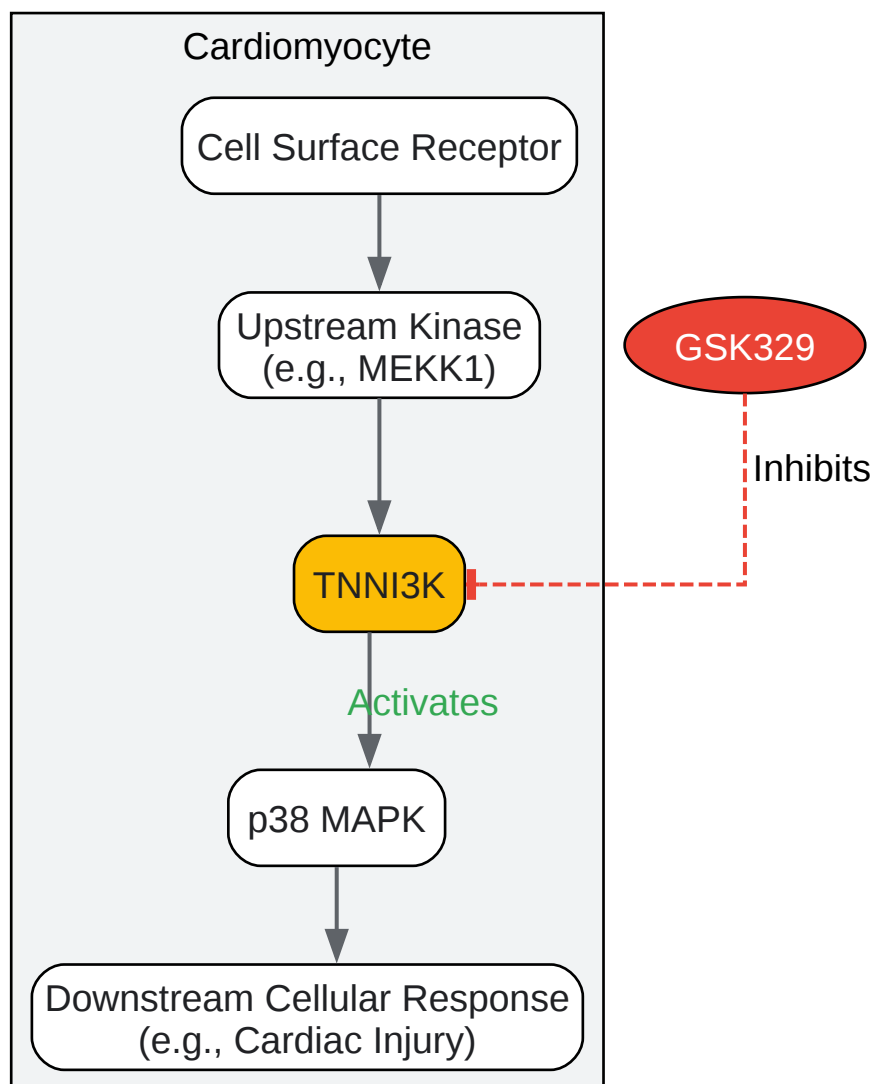 Cardiomyocyte
Cell Surface Receptor
Upstream Kinase
(e.g., MEKK1)
GSK329
Inhibits
TNNI3K
Activates
p38 MAPK
Downstream Cellular Response
(e.g., Cardiac Injury)